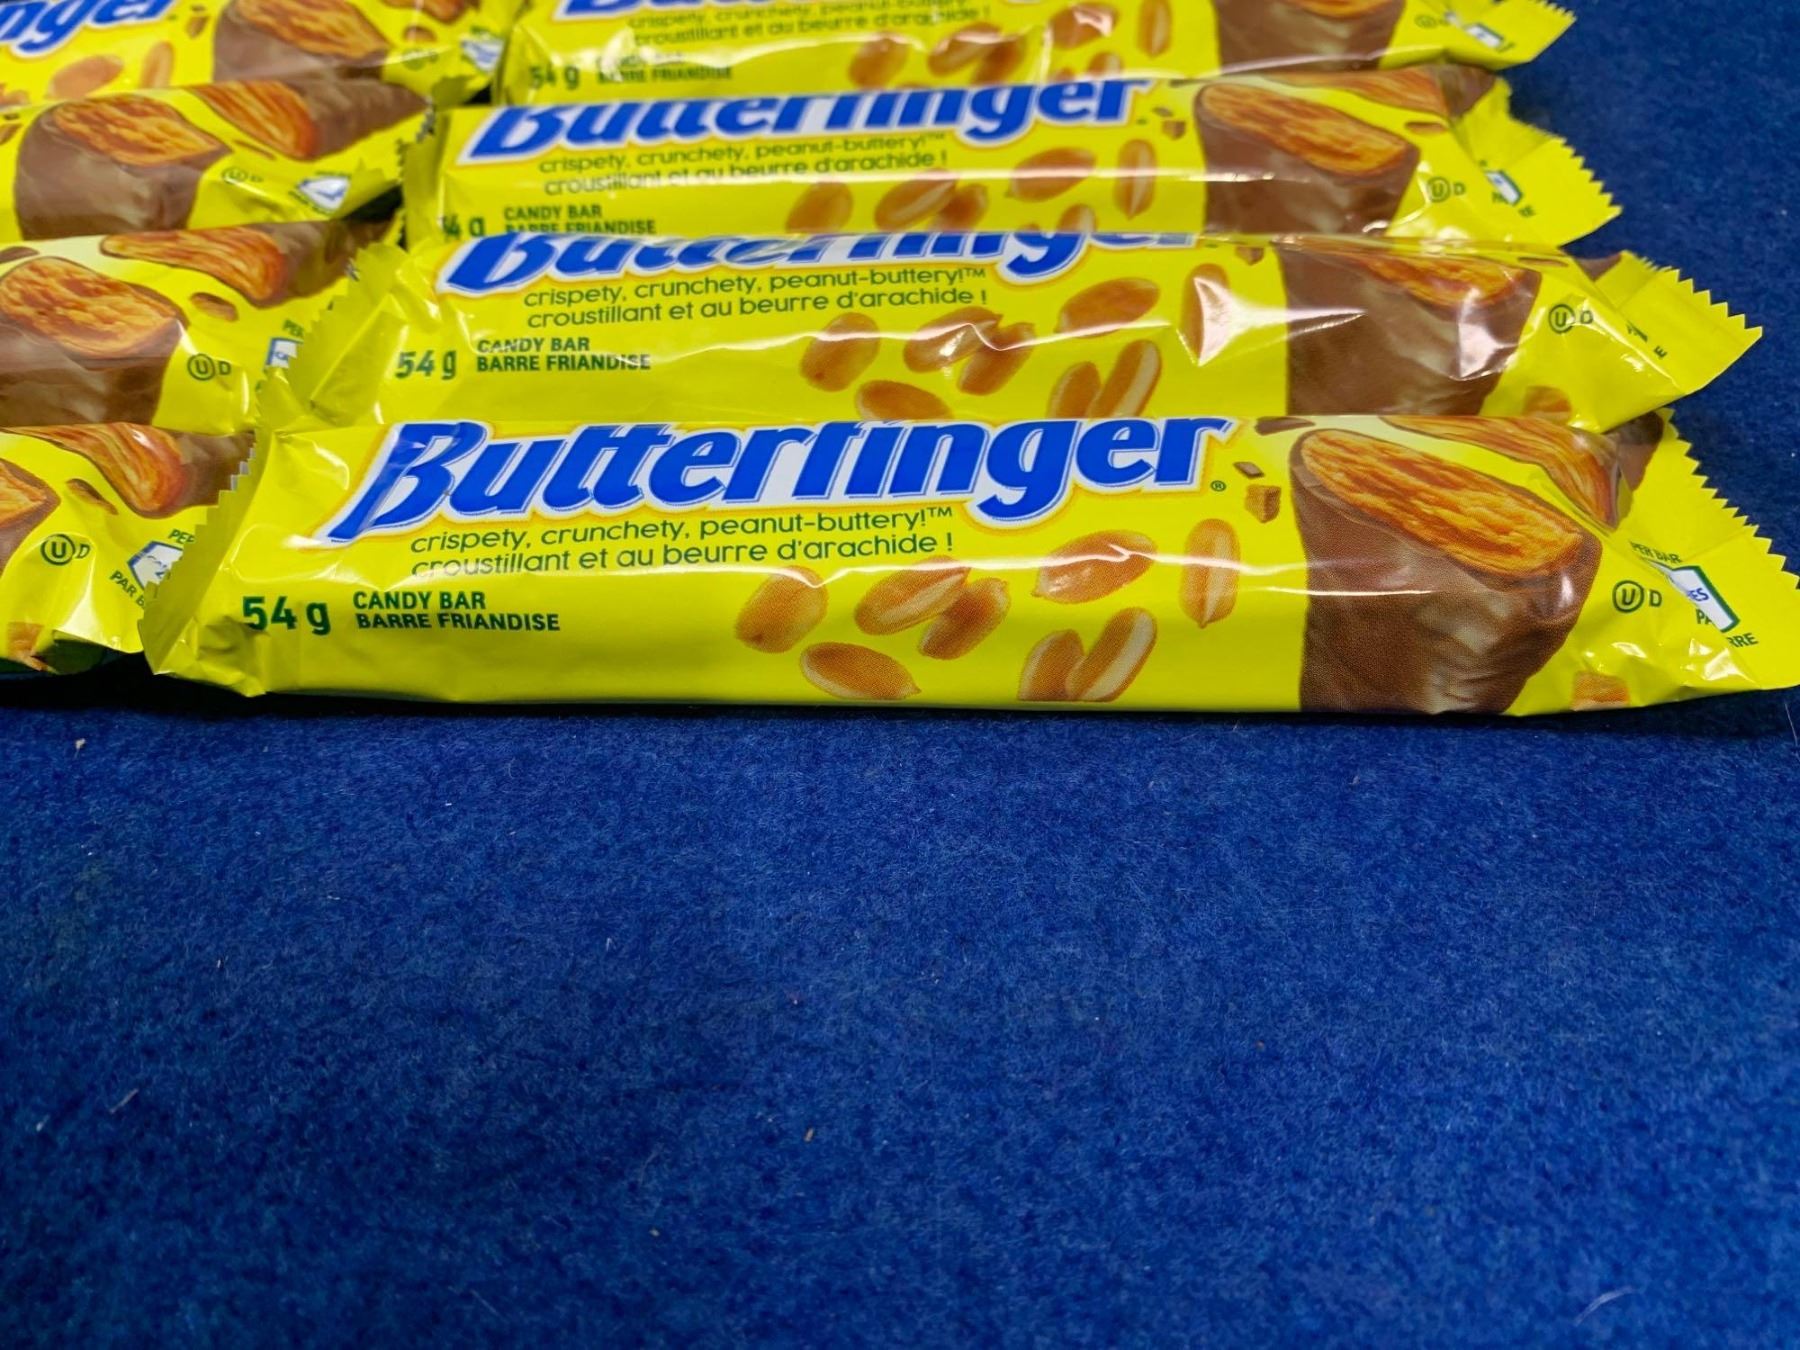 nger
crispety, crunchety, peanut-buttery!
croustillant et au beurre d'arachide !
54 g
BARRE FRIANDISE
Butterfinger
crispety, crunchety, peanut-buttery!™
croustillant et au beurre d'arachide !
CANDY BAR
BARRE FRIANDISE
U D
U D
Butterfinger
crispety, crunchety, peanut-buttery!™
croustillant et au beurre d'arachide !
54 g
CANDY BAR
BARRE FRIANDISE
U D
U D
Butterfinger®
crispety, crunchety, peanut-buttery!™
croustillant et au beurre d'arachide !
54 g
CANDY BAR
BARRE FRIANDISE
U D
PER BAR
U D
PAR